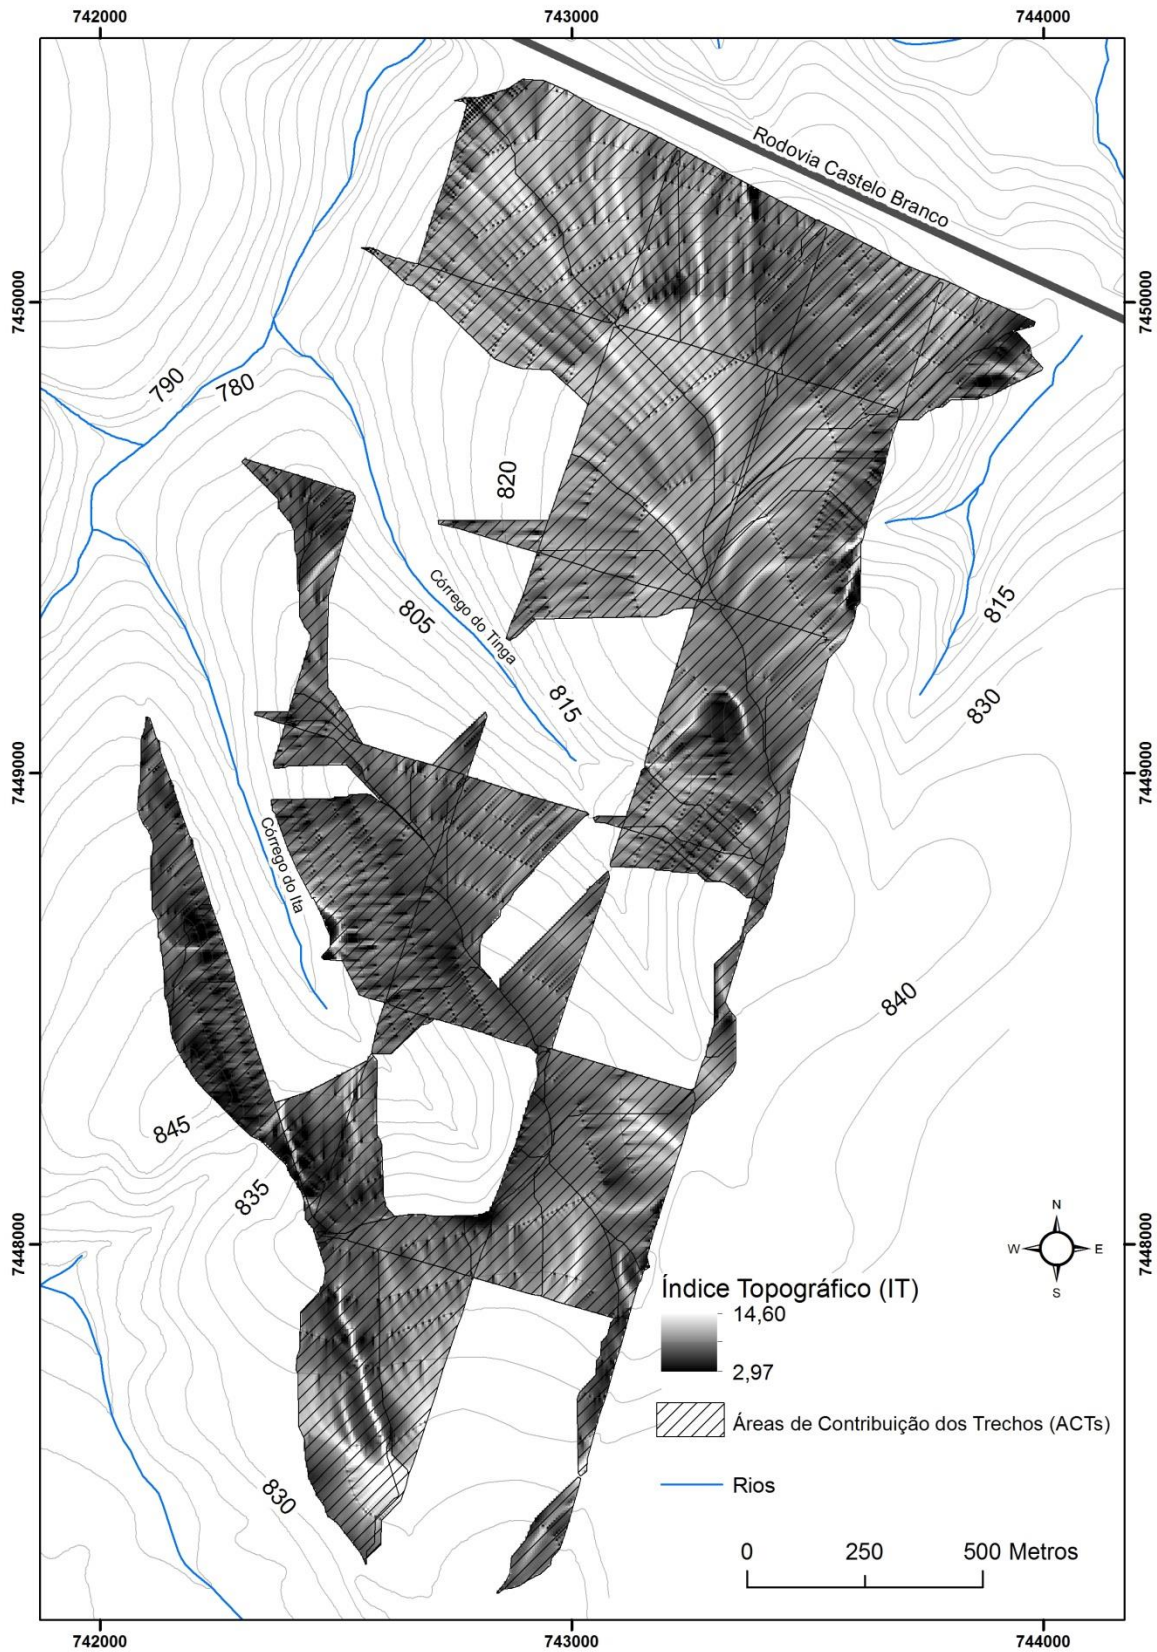 742000
743000
744000
Rodovia Castelo Branco
7450000
7450000
790
780
820
Córrego do Tinga
805
815
815
830
7449000
7449000
Córrego do Ita
840
845
835
7448000
7448000
N
W
E
S
Índice Topográfico (IT)
14,60
2,97
Áreas de Contribuição dos Trechos (ACTs)
830
Rios
0
250
500 Metros
742000
743000
744000